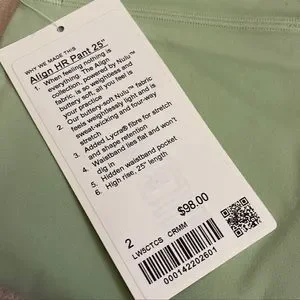 WHY WE MADE THIS
Align HR Pant 25"
1. When feeling nothing is
everything. The Align
collection, powered by Nulu™
fabric, is so weightless and
buttery soft, all you feel is
your practice
2. Our buttery-soft Nulu™ fabric
feels weightlessly light and is
sweat-wicking and four-way
stretch
3. Added Lycra® fibre for stretch
and shape retention
4. Waistband lies flat and won't
dig in
5. Hidden waistband pocket
6. High rise, 25" length
$98.00
2
LW5CTCS CRMM
000142202601